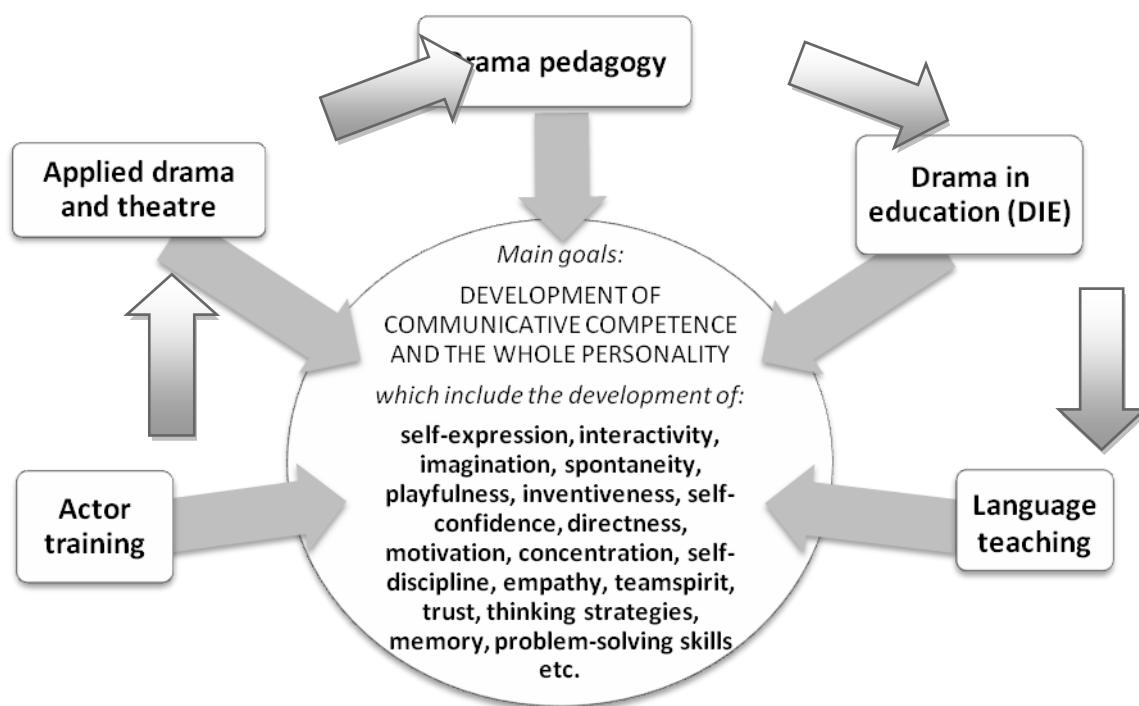 Drama pedagogy
Applied drama
and theatre
Drama in
education (DIE)
Main goals:
DEVELOPMENT OF
COMMUNICATIVE COMPETENCE
AND THE WHOLE PERSONALITY
which include the development of:
self-expression, interactivity,
imagination, spontaneity,
playfulness, inventiveness, self-
confidence, directness,
motivation, concentration, self-
discipline, empathy, teamspirit,
trust, thinking strategies,
memory, problem-solving skills
etc.
Actor
training
Language
teaching